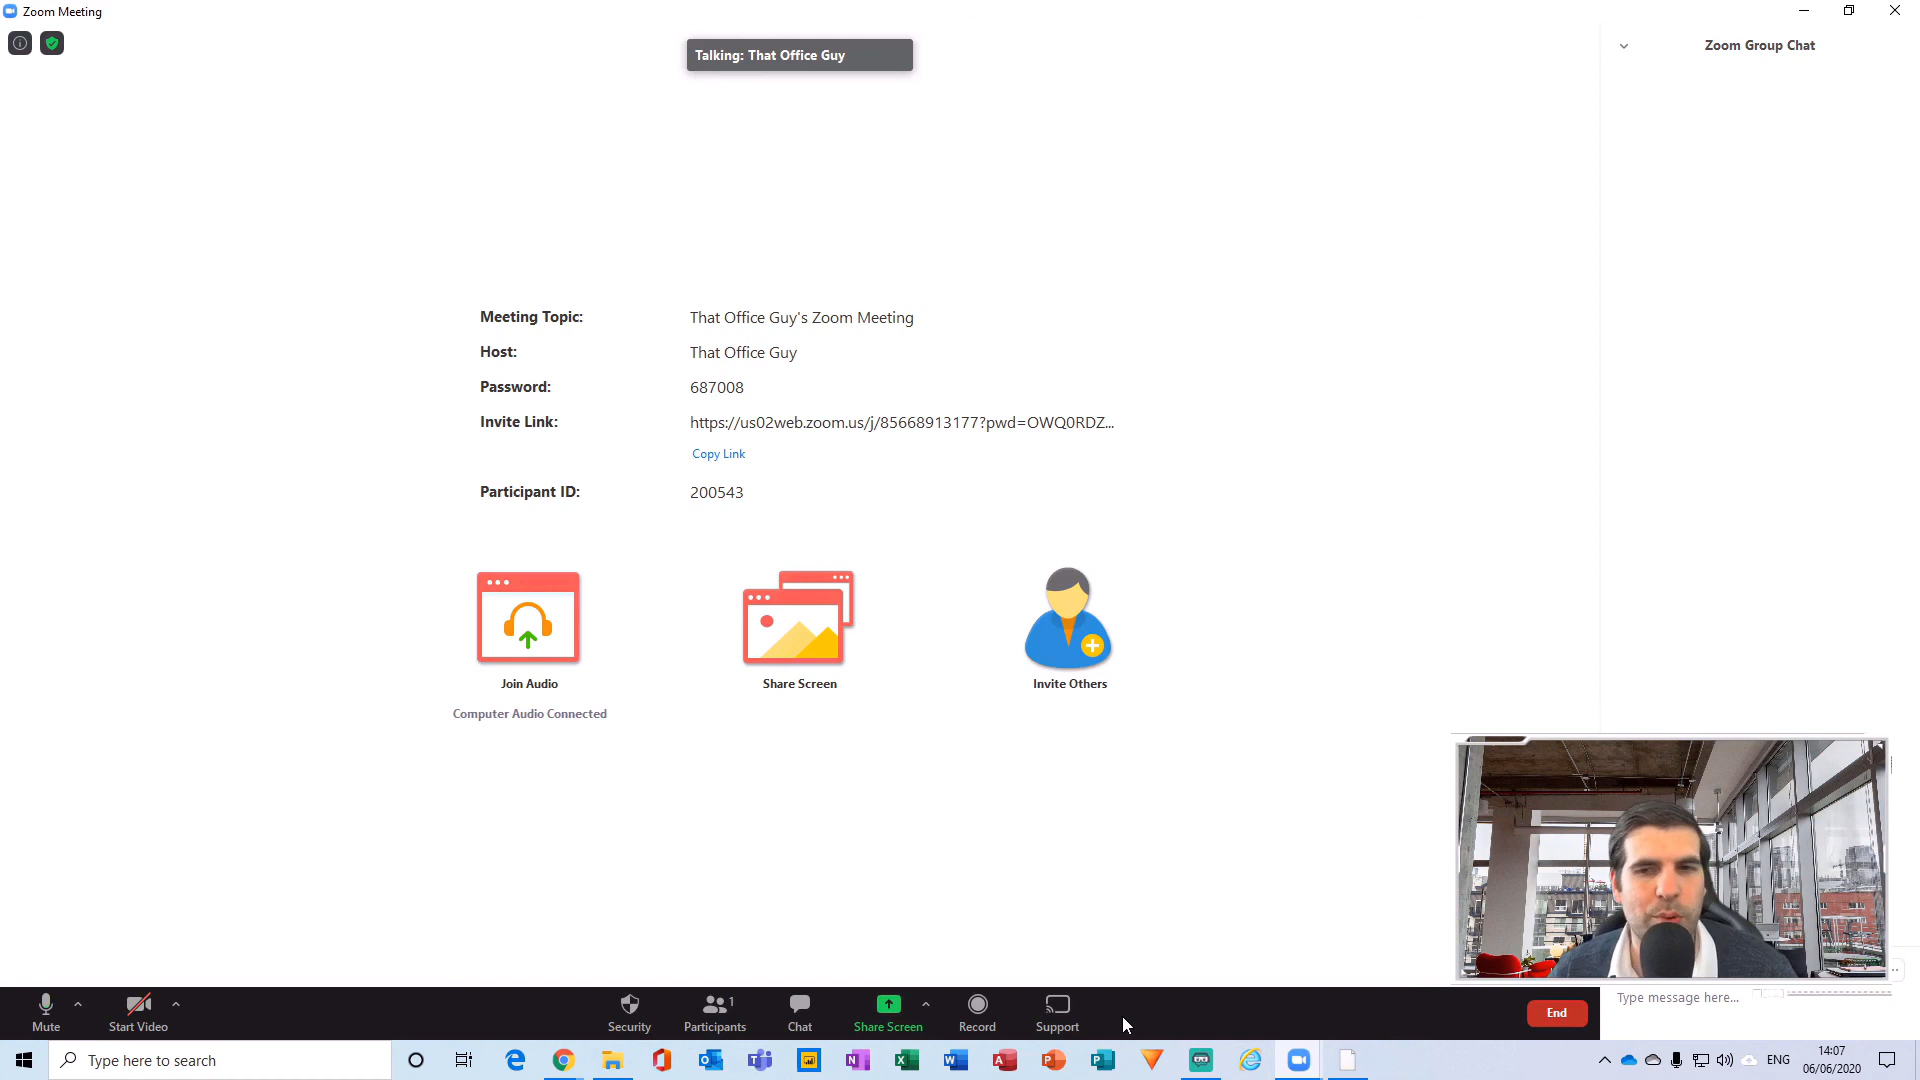 Zoom Meeting
Talking: That Office Guy
Zoom Group Chat
Meeting Topic: That Office Guy's Zoom Meeting
Host: That Office Guy
Password: 687008
Invite Link: https://us02web.zoom.us/j/85668913177?pwd=OWQ0RDZ...
Copy Link
Participant ID: 200543
Join Audio
Share Screen
Invite Others
Computer Audio Connected
Type message here...
1
Mute
Start Video
Security
Participants
Chat
Share Screen
Record
Support
End
Type here to search
ENG
14:07
06/06/2020